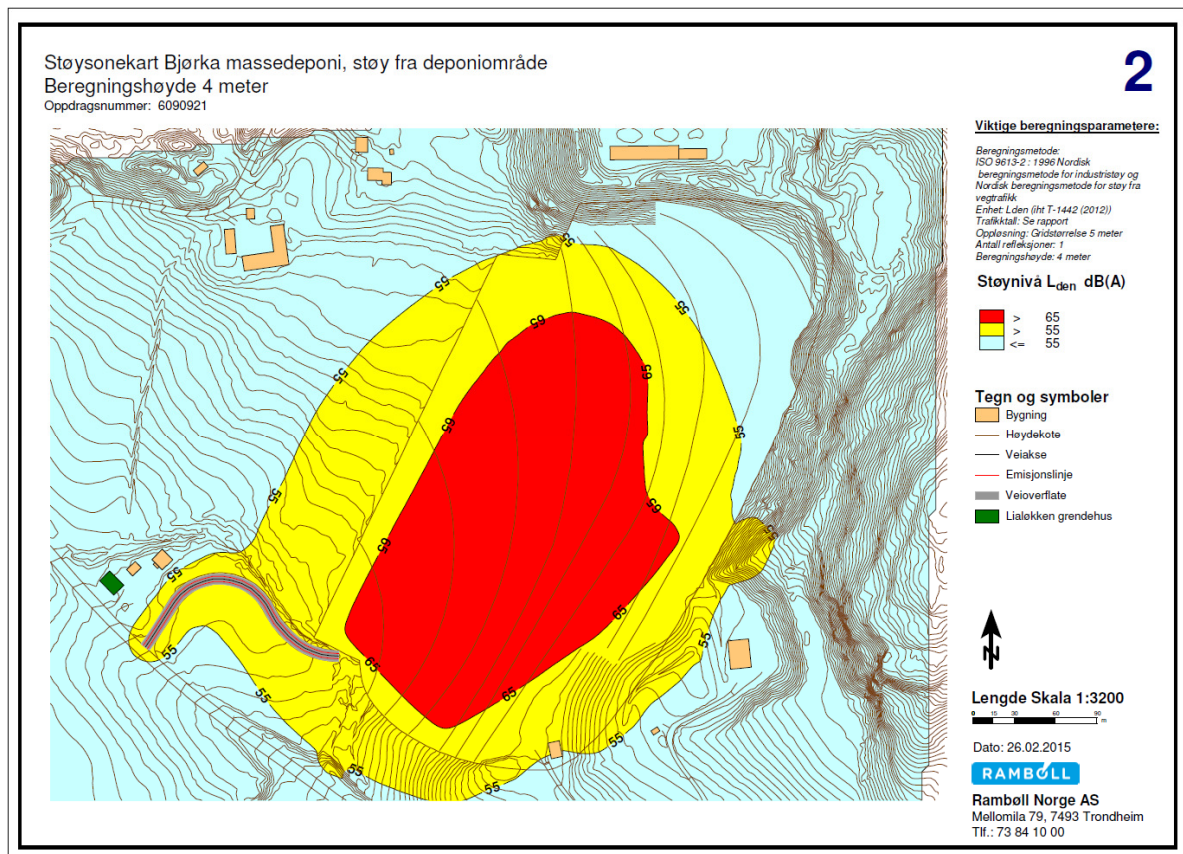 Støysonekart Bjørka massedeponi, støy fra deponiområde
Beregningshøyde 4 meter
Oppdragsnummer: 6090921
2
Viktige beregningsparametere:
Beregningsmetode:
ISO 9613-2 : 1996 Nordisk
beregningsmetode for industristøy og
Nordisk beregningsmetode for støy fra
vegtrafikk
Enhet: Lden (iht T-1442 (2012))
Trafikktall: Se rapport
Oppløsning: Gridstørrelse 5 meter
Antall refleksjoner: 1
Beregningshøyde: 4 meter
Støynivå Lden dB(A)
> 65
> 55
<= 55
Tegn og symboler
Bygning
Høydekote
Veiakse
Emisjonslinje
Veioverflate
Lialøkken grendehus
N
Lengde Skala 1:3200
0 15 30 60 90
m
Dato: 26.02.2015
RAMBOLL
Rambøll Norge AS
Mellomila 79, 7493 Trondheim
Tlf.: 73 84 10 00
55
55
55
65
55
65
55
65
55
65
65
55
55
65
55
65
55
65
55
55
55
55